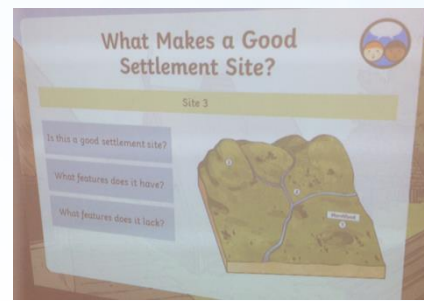 What Makes a Good
Settlement Site?
Site 3
Is this a good settlement site?
What features does it have?
What features does it lack?